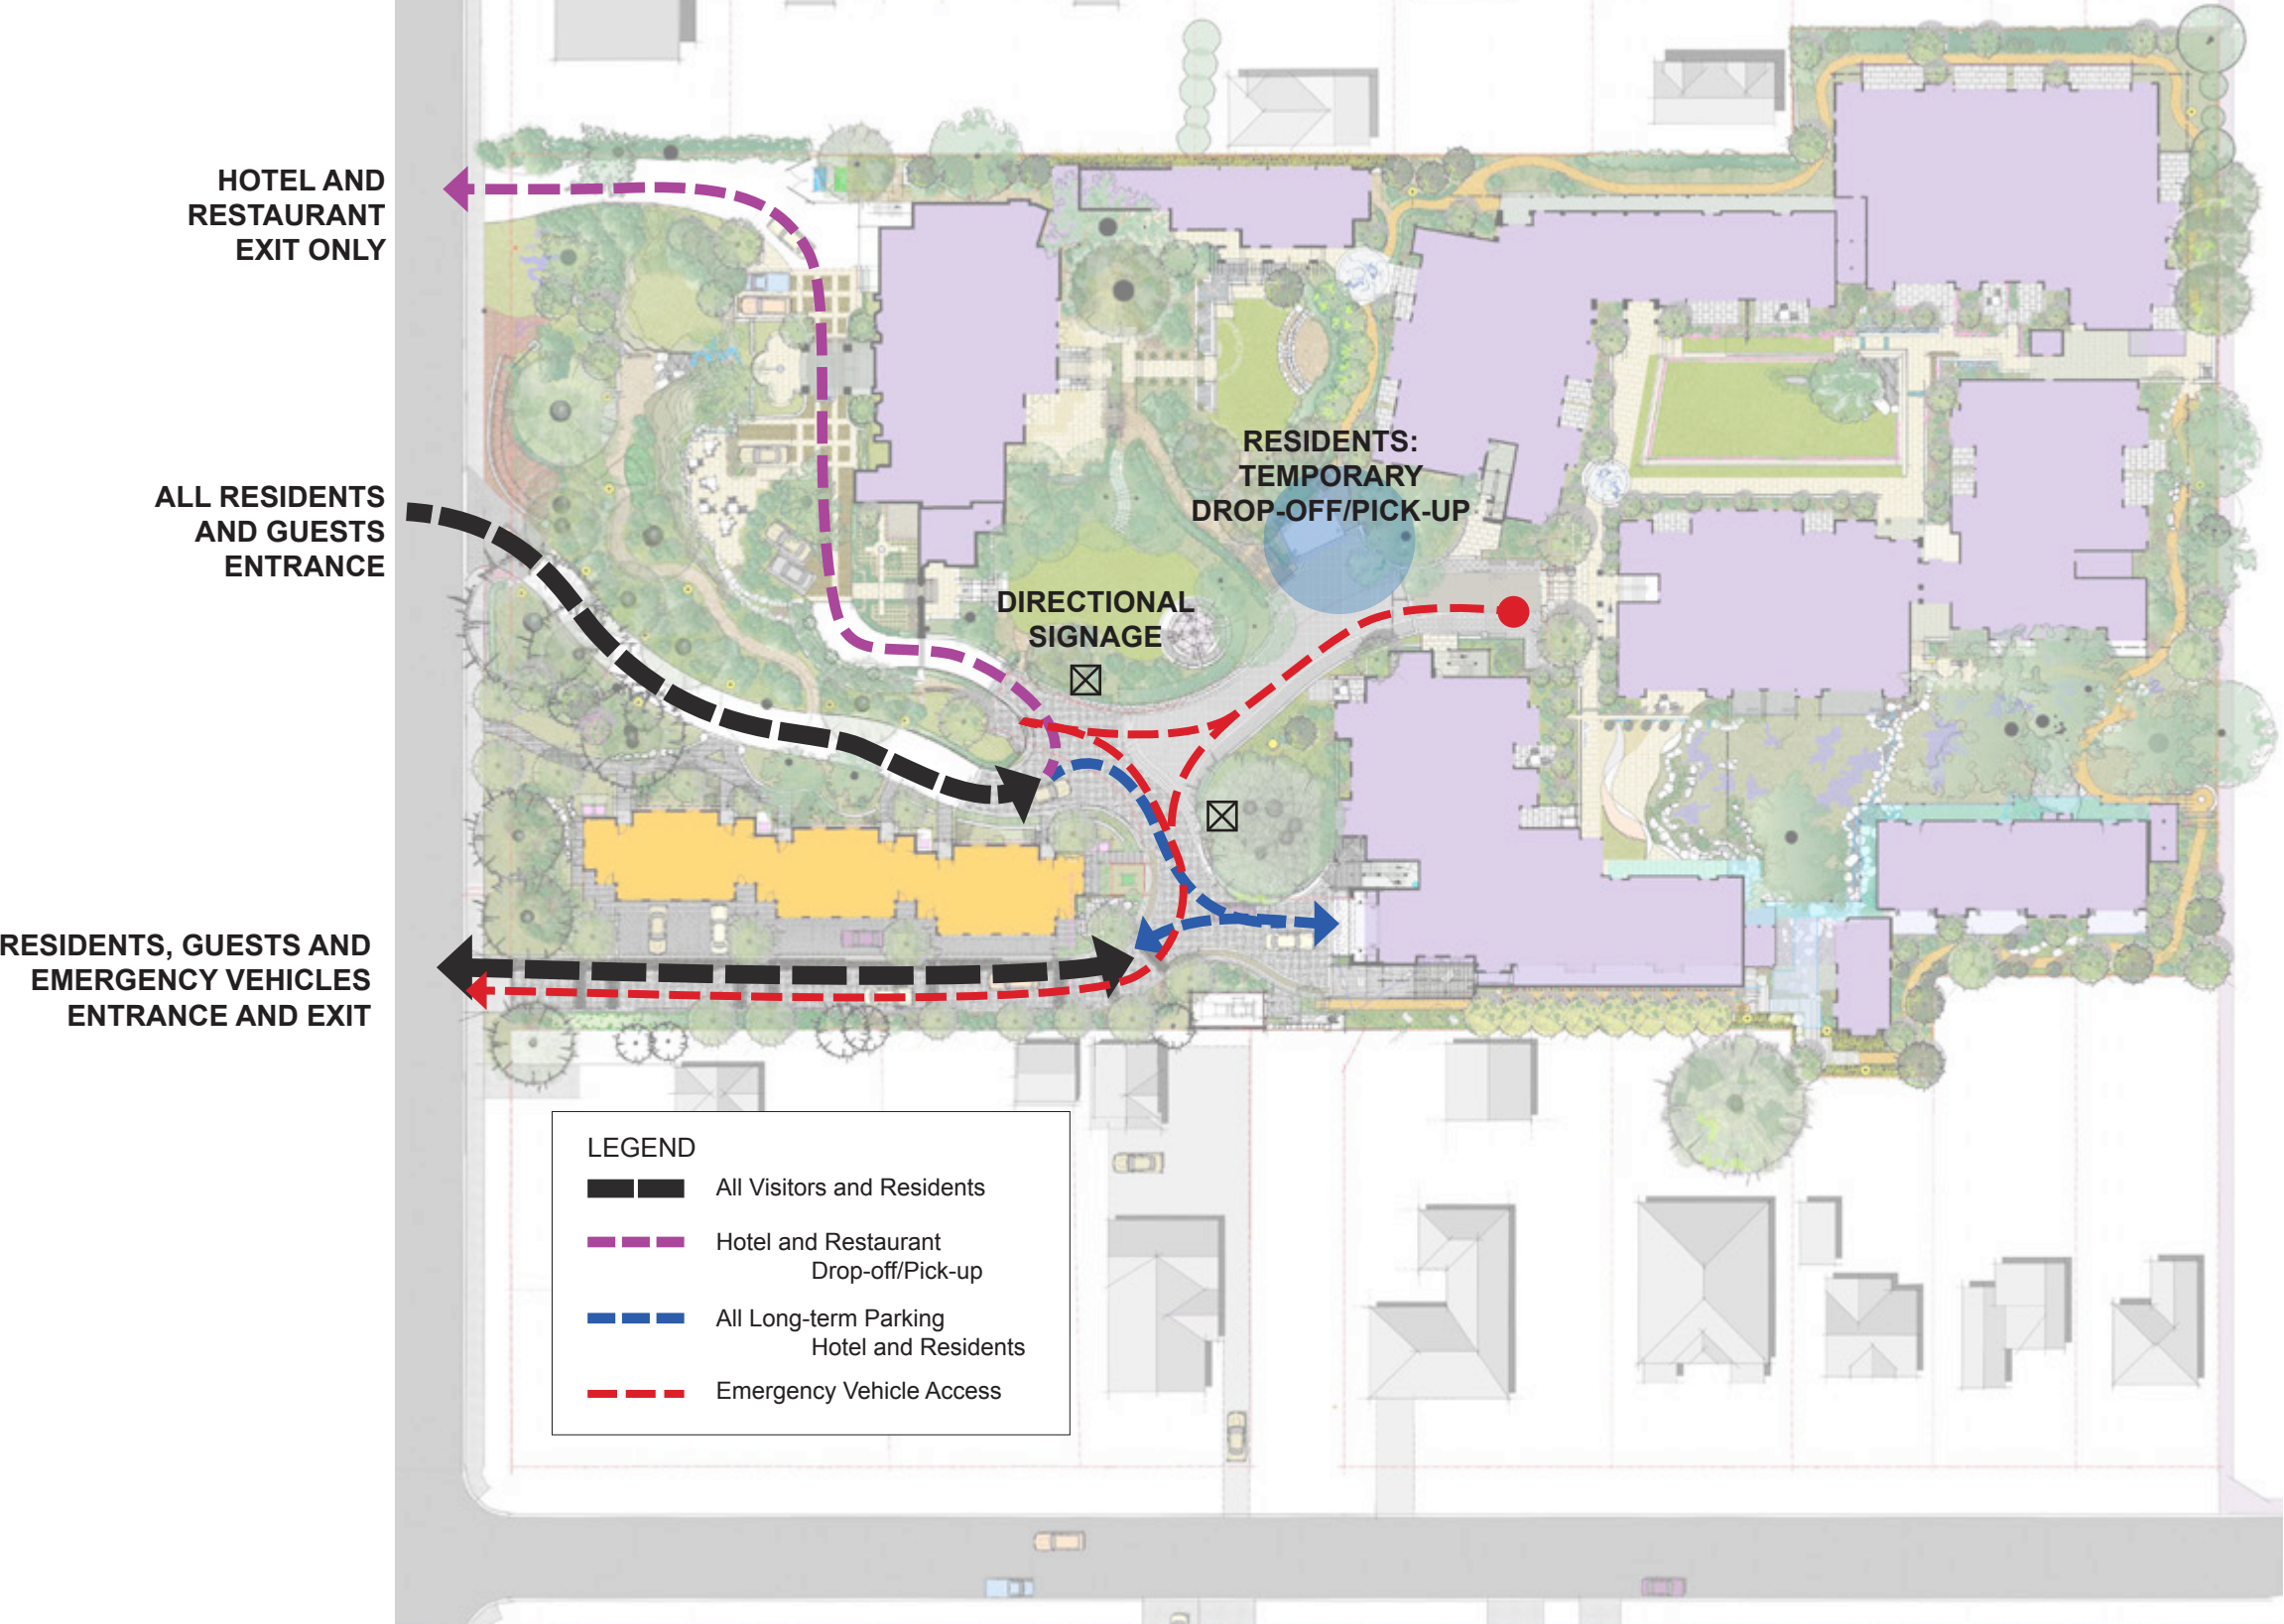 HOTEL AND
RESTAURANT
EXIT ONLY
ALL RESIDENTS
AND GUESTS
ENTRANCE
RESIDENTS:
TEMPORARY
DROP-OFF/PICK-UP
DIRECTIONAL
SIGNAGE
RESIDENTS, GUESTS AND
EMERGENCY VEHICLES
ENTRANCE AND EXIT
LEGEND
All Visitors and Residents
Hotel and Restaurant
Drop-off/Pick-up
All Long-term Parking
Hotel and Residents
Emergency Vehicle Access